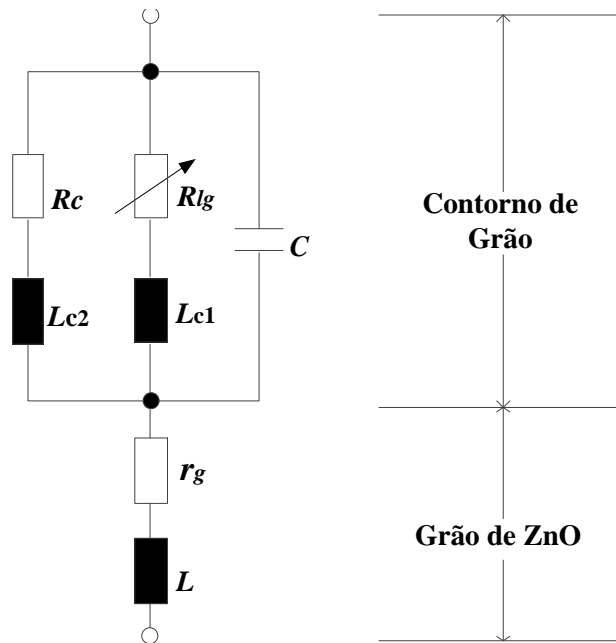 Rc
Rlg
C
Lc2
Lc1
rg
L
Contorno de
Grão
Grão de ZnO